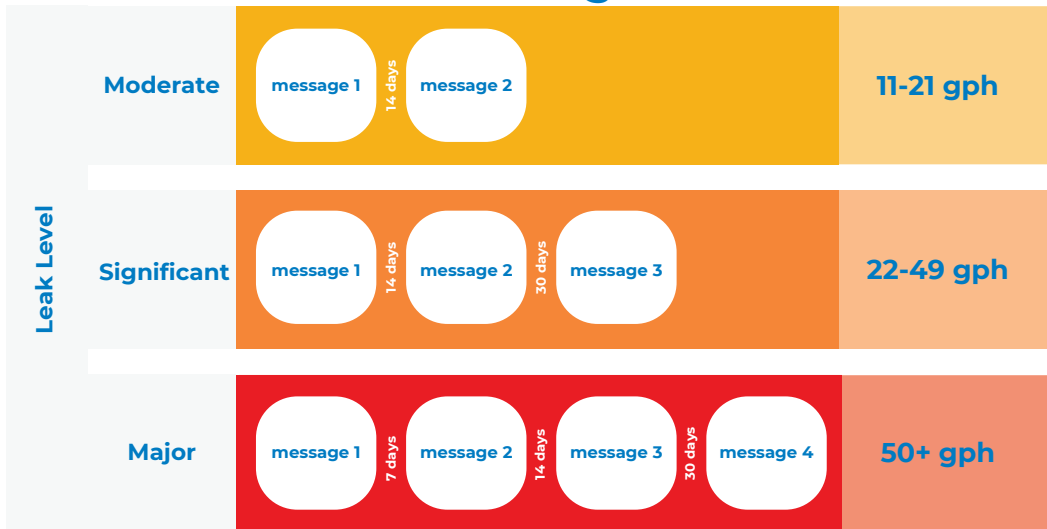 Leak Level
Moderate
message 1
14 days
message 2
11-21 gph
Significant
message 1
14 days
message 2
30 days
message 3
22-49 gph
Major
message 1
7 days
message 2
14 days
message 3
30 days
message 4
50+ gph